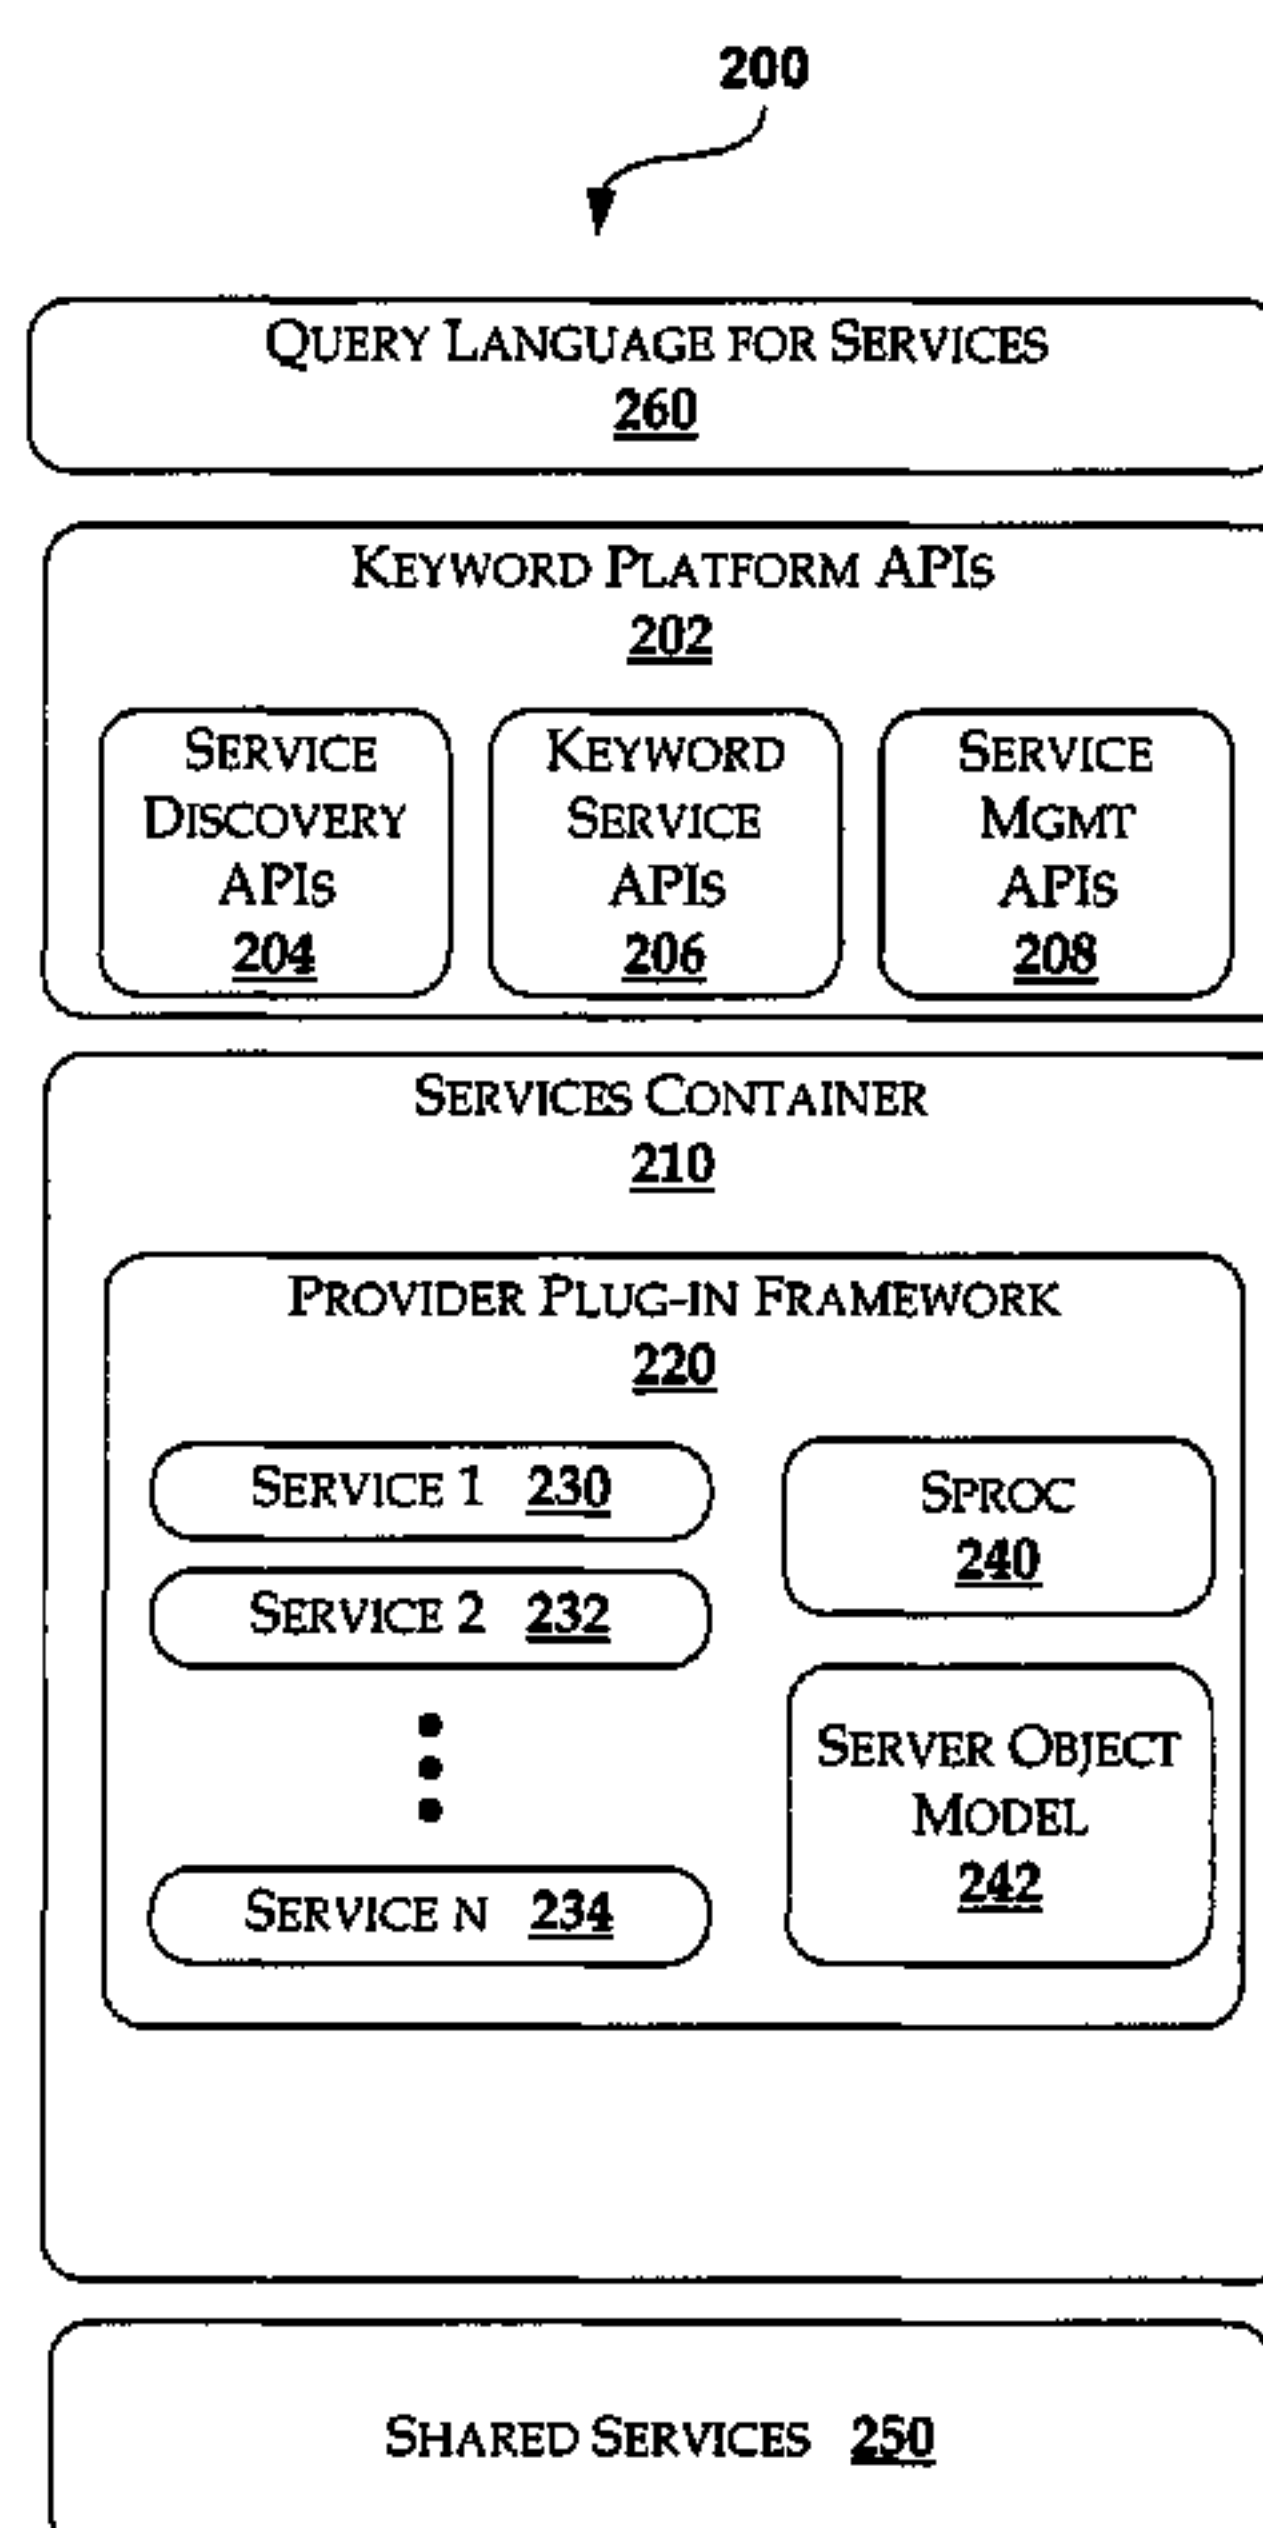 200
QUERY LANGUAGE FOR SERVICES
260
KEYWORD PLATFORM APIS
202
SERVICE
DISCOVERY
APIS
204
KEYWORD
SERVICE
APIS
206
SERVICE
MGMT
APIS
208
SERVICES CONTAINER
210
PROVIDER PLUG-IN FRAMEWORK
220
SERVICE 1 230
SERVICE 2 232
SERVICE N 234
SPROC
240
SERVER OBJECT
MODEL
242
SHARED SERVICES 250